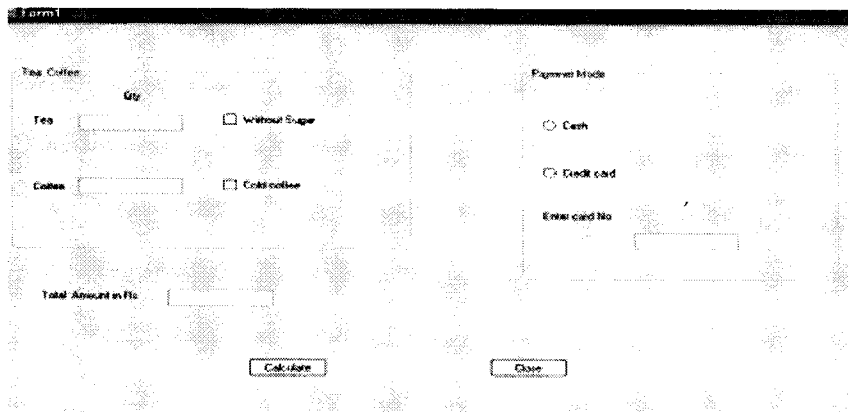 Form1
Tea Coffee
Qty
Tea
Without Sugar
Coffee
Cold coffee
Total Amount in Rs
Payment Mode
Cash
Credit card
Enter card No
Calculate
Close